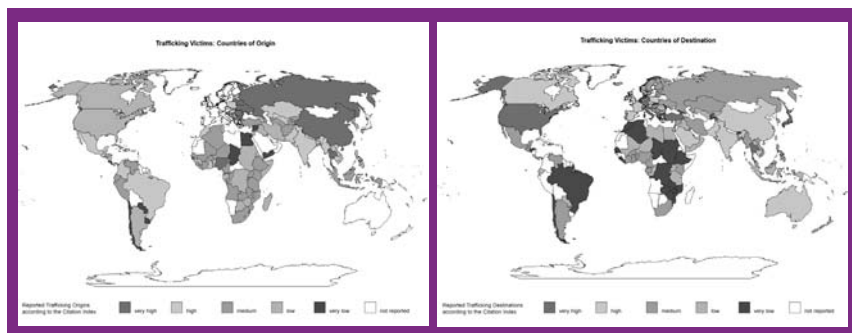 Trafficking Victims: Countries of Origin
Reported Trafficking Origins
according to the Citation Index
very high
high
medium
low
very low
not reported
Trafficking Victims: Countries of Destination
Reported Trafficking Destinations
according to the Citation Index
very high
high
medium
low
very low
not reported